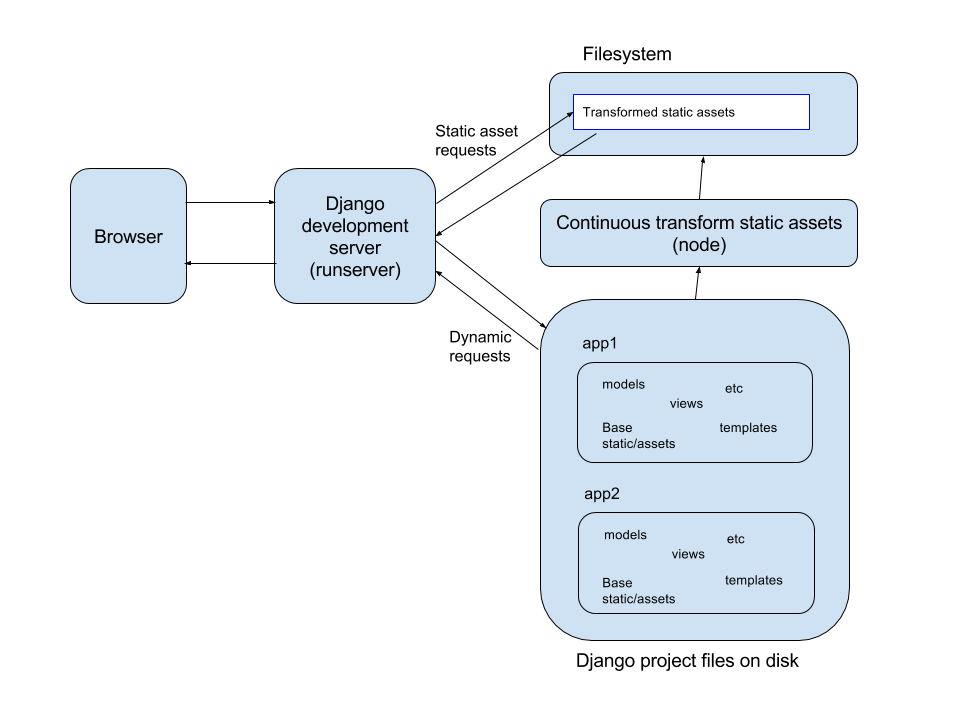 Filesystem
Transformed static assets
Static asset
requests
Browser
Django
development
server
(runserver)
Continuous transform static assets
(node)
Dynamic
requests
app1
models
etc
views
Base
static/assets
templates
app2
models
etc
views
Base
static/assets
templates
Django project files on disk